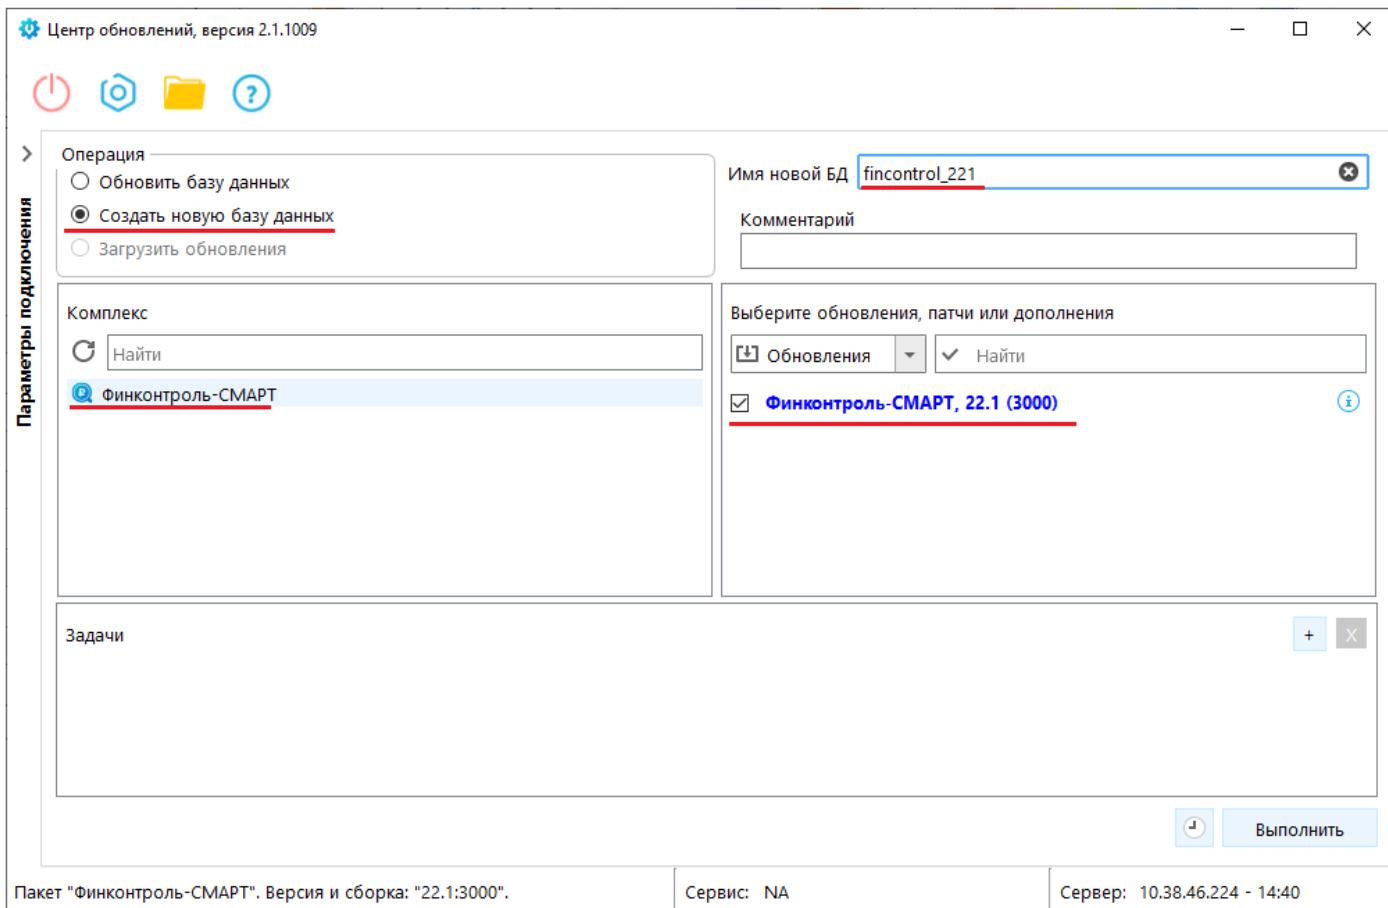 Центр обновлений, версия 2.1.1009
?
Параметры подключения
Операция
Обновить базу данных
Создать новую базу данных
Загрузить обновления
Имя новой БД fincontrol_221
Комментарий
Комплекс
Найти
Финконтроль-СМАРТ
Выберите обновления, патчи или дополнения
Обновления Найти
Финконтроль-СМАРТ, 22.1 (3000)
i
Задачи
+ X
Выполнить
Пакет "Финконтроль-СМАРТ". Версия и сборка: "22.1:3000". Сервис: NA Сервер: 10.38.46.224 - 14:40